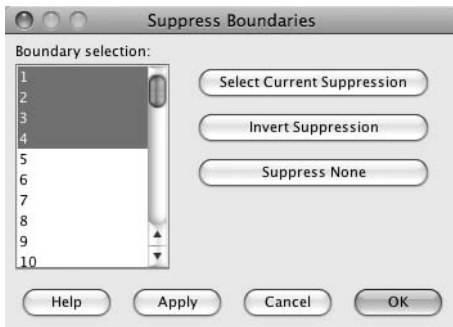 Suppress Boundaries
Boundary selection:
1
2
3
4
5
6
7
8
9
10
Select Current Suppression
Invert Suppression
Suppress None
Help
Apply
Cancel
OK